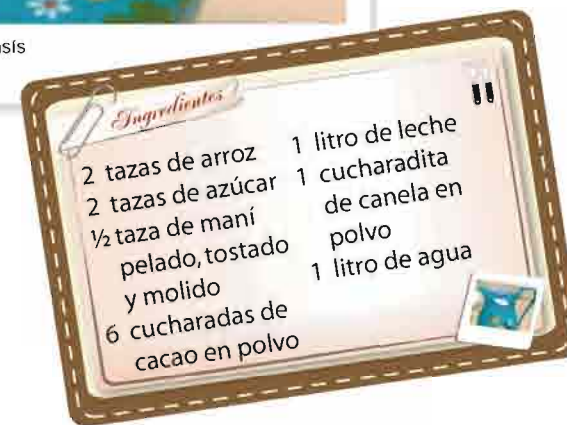 sís
Ingredientes
2 tazas de arroz
2 tazas de azúcar
½ taza de maní
pelado, tostado
y molido
6 cucharadas de
cacao en polvo
1 litro de leche
1 cucharadita
de canela en
polvo
1 litro de agua